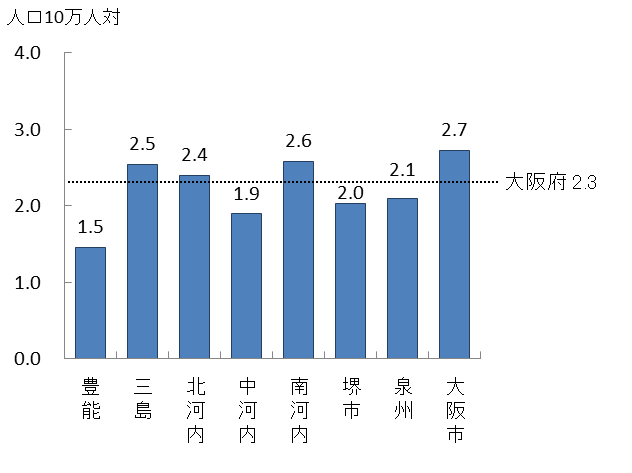 人口10万人対
4.0
3.0
2.0
1.0
0.0
1.5
2.5
2.4
1.9
2.6
2.0
2.1
2.7
大阪府 2.3
豊能
三島
北河内
中河内
南河内
堺市
泉州
大阪市